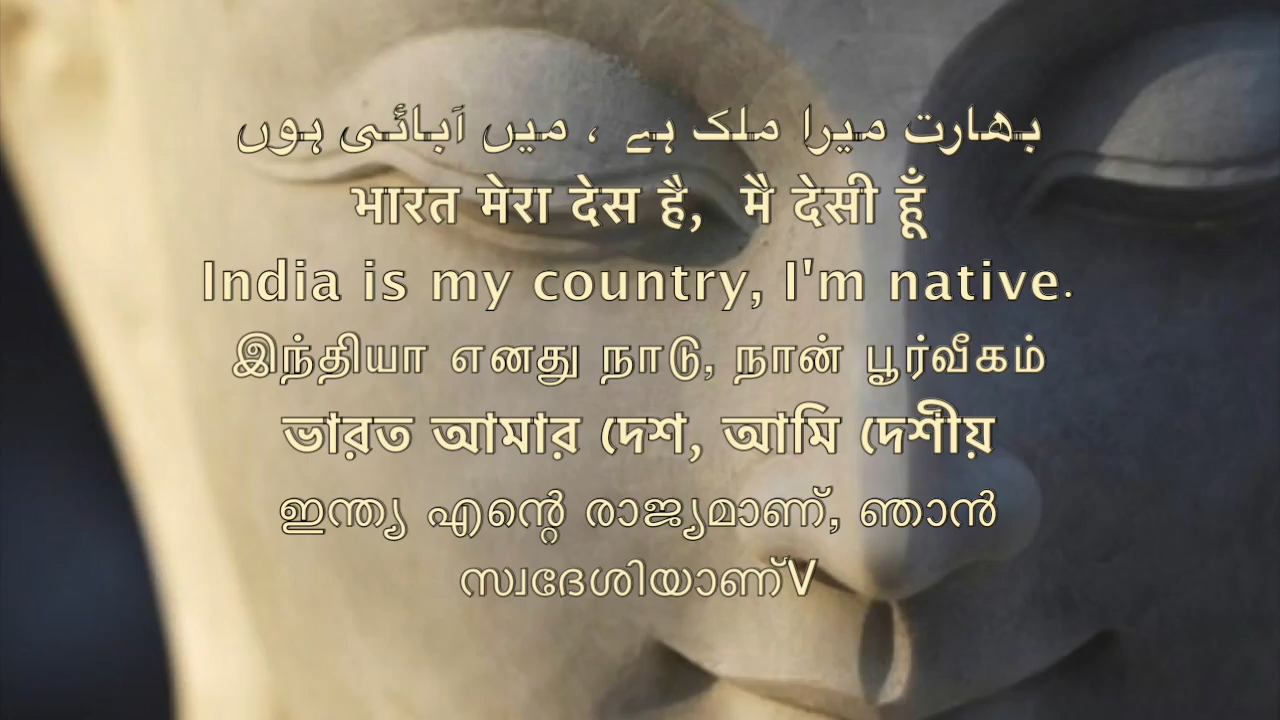 بھارت میرا ملک ہے ، میں آبائی ہوں
भारत मेरा देस है, मै देसी हूँ
India is my country, I'm native.
இந்தியா எனது நாடு, நான் பூர்வீகம்
ভারত আমার দেশ, আমি দেশীয়
ഇന്ത്യ എന്റെ രാജ്യമാണ്, ഞാൻ
സ്വദേശിയാണ്V